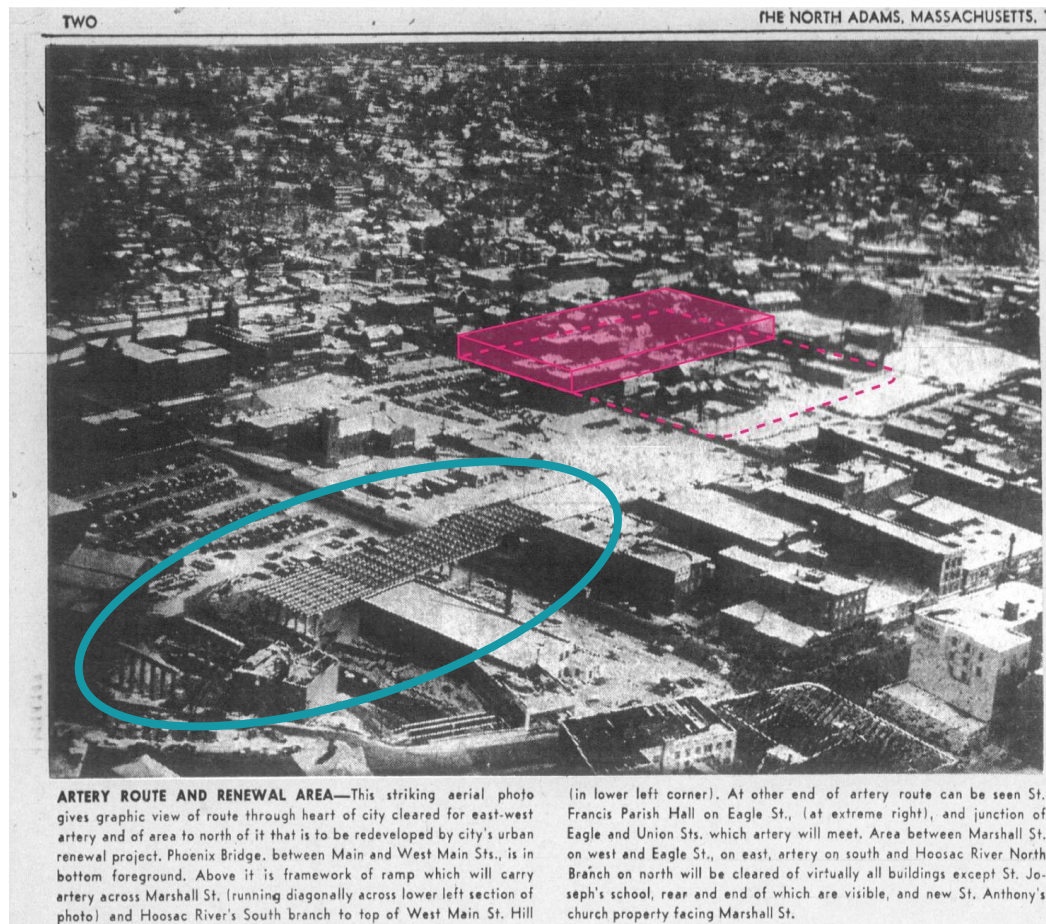 TWO
THE NORTH ADAMS, MASSACHUSETTS,
ARTERY ROUTE AND RENEWAL AREA—This striking aerial photo
gives graphic view of route through heart of city cleared for east-west
artery and of area to north of it that is to be redeveloped by city's urban
renewal project. Phoenix Bridge, between Main and West Main Sts., is in
bottom foreground. Above it is framework of ramp which will carry
artery across Marshall St. (running diagonally across lower left section of
photo) and Hoosac River's South branch to top of West Main St. Hill
(in lower left corner). At other end of artery route can be seen St.
Francis Parish Hall on Eagle St., (at extreme right), and junction of
Eagle and Union Sts. which artery will meet. Area between Marshall St.
on west and Eagle St., on east, artery on south and Hoosac River North
Branch on north will be cleared of virtually all buildings except St. Jo-
seph's school, rear and end of which are visible, and new St. Anthony's
church property facing Marshall St.